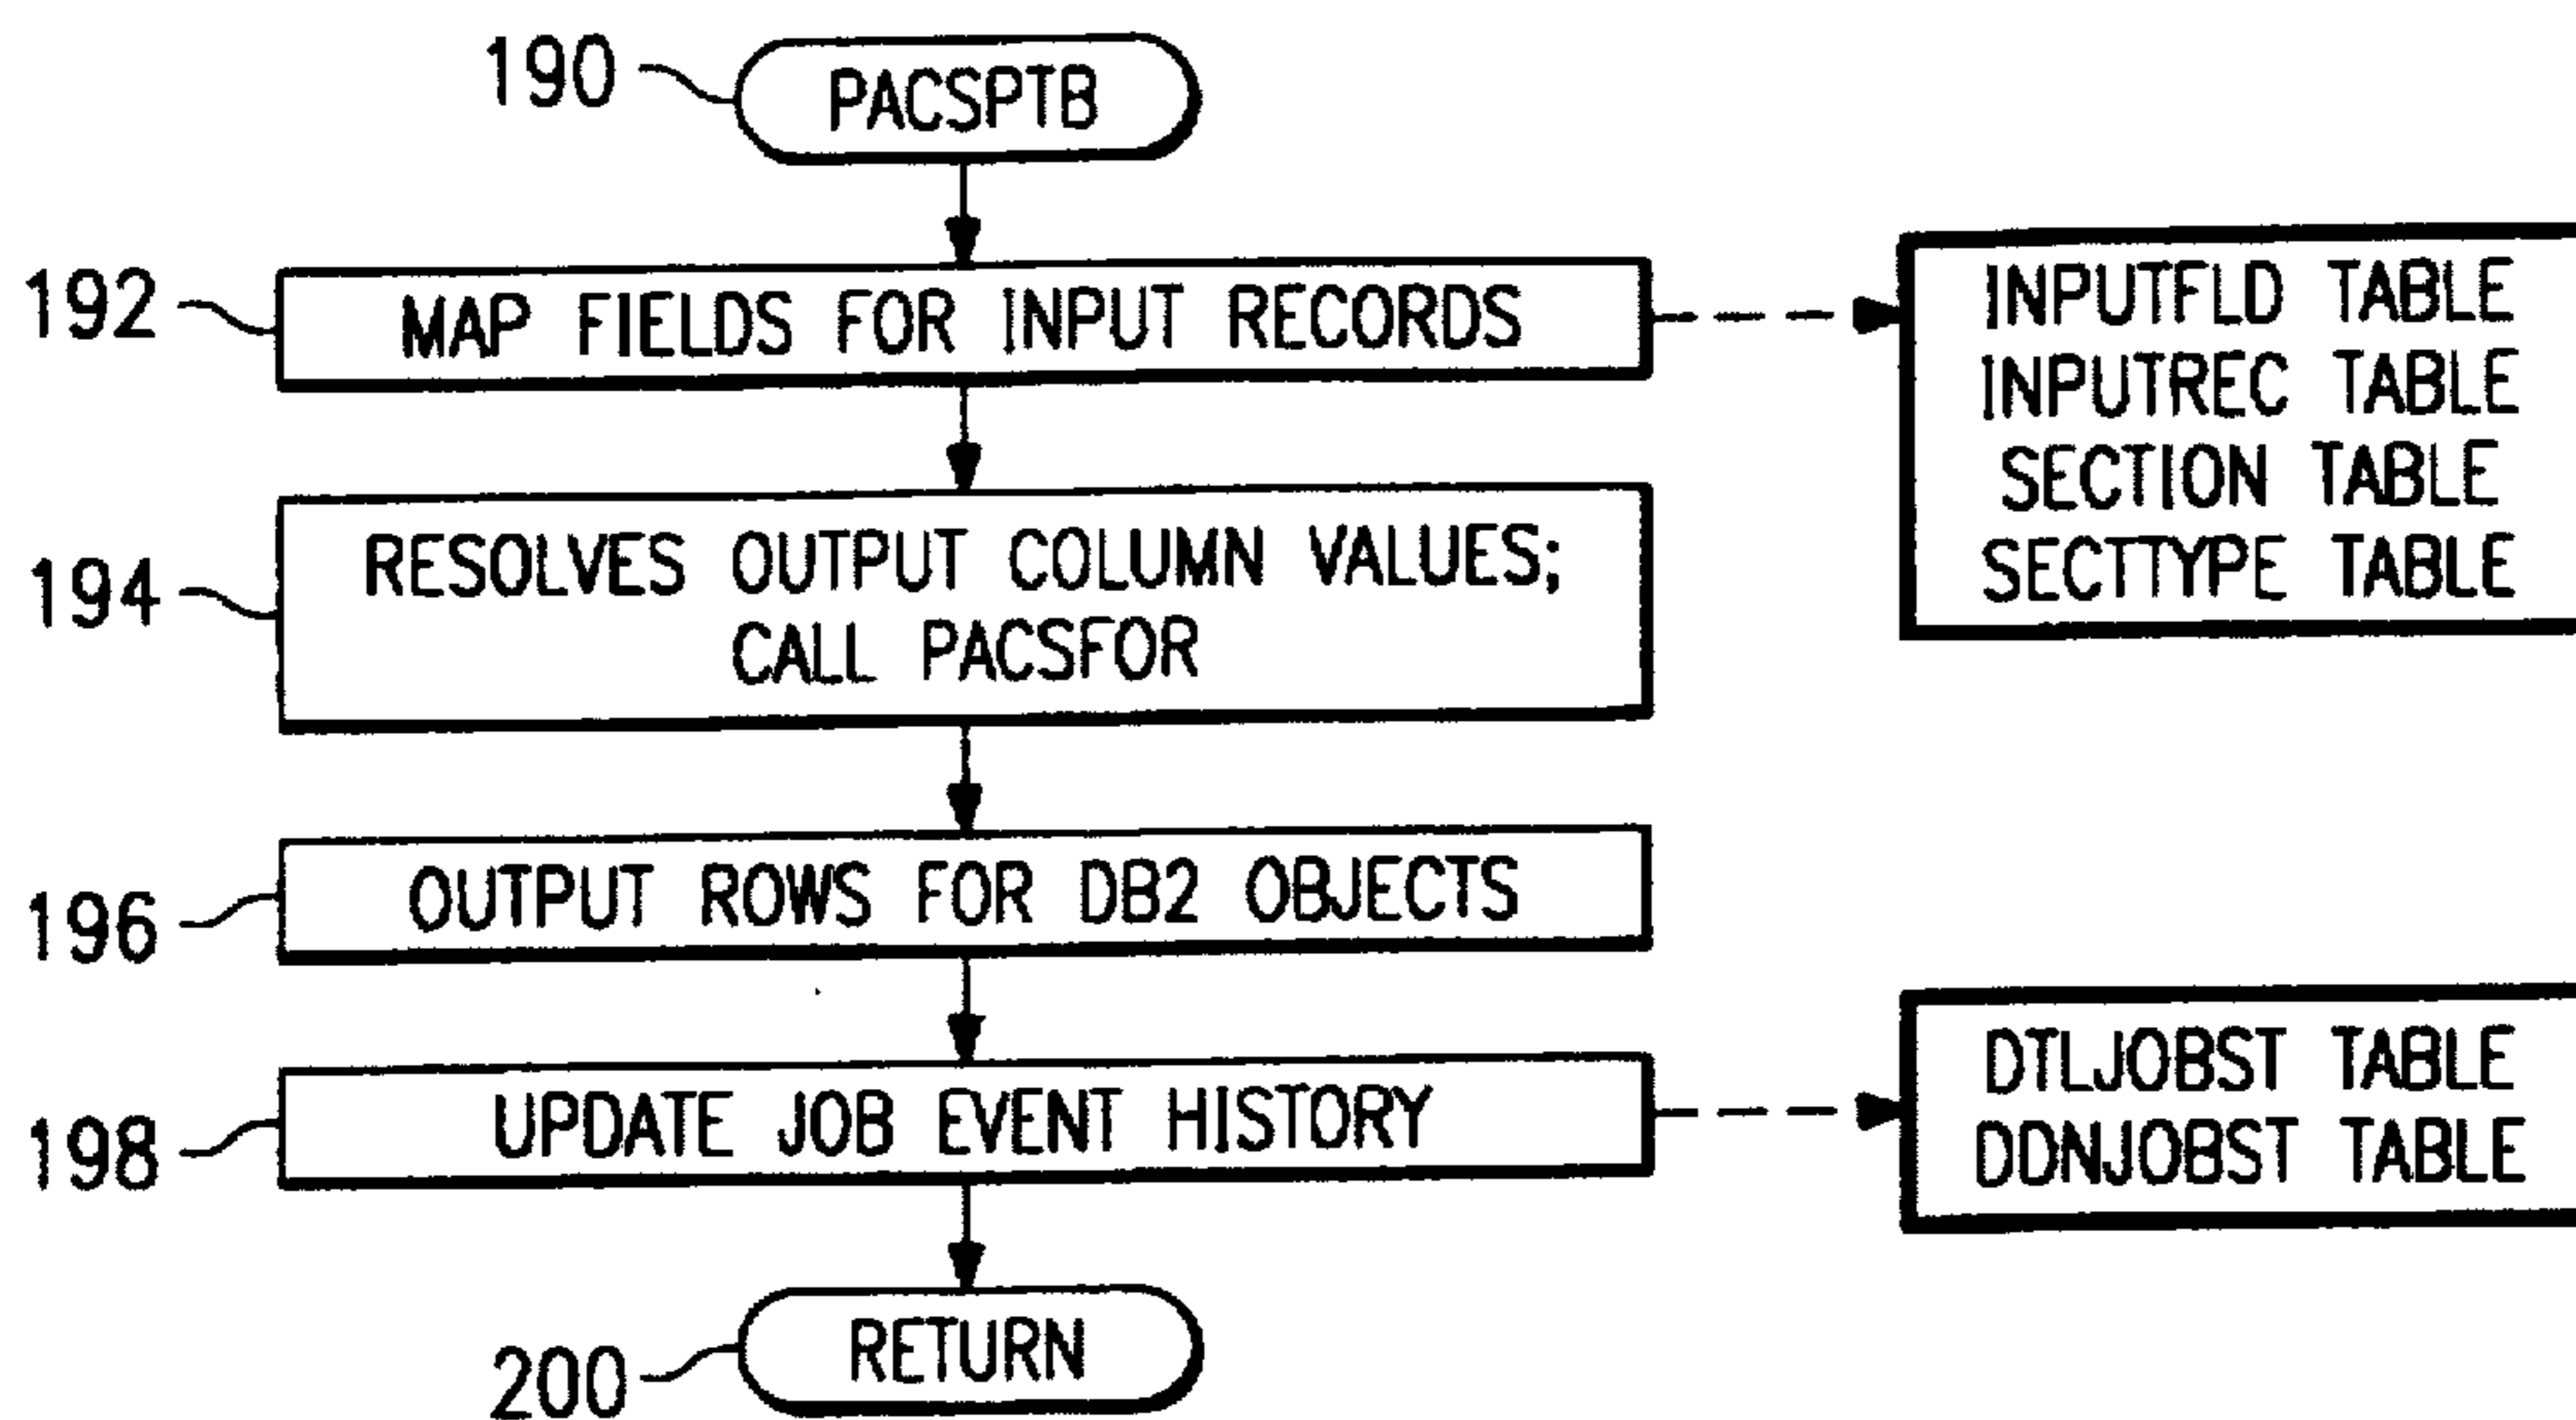 190
PACSPTB
192
MAP FIELDS FOR INPUT RECORDS
INPUTFLD TABLE
INPUTREC TABLE
SECTION TABLE
SECTTYPE TABLE
194
RESOLVES OUTPUT COLUMN VALUES;
CALL PACSFOR
196
OUTPUT ROWS FOR DB2 OBJECTS
198
UPDATE JOB EVENT HISTORY
DTLJOBST TABLE
DDNJOBST TABLE
200
RETURN